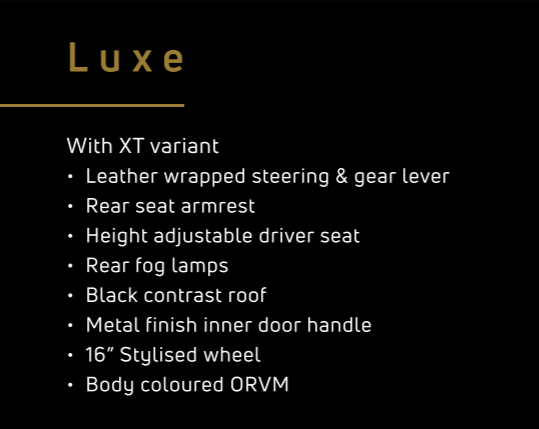 Luxe
With XT variant
• Leather wrapped steering & gear lever
• Rear seat armrest
• Height adjustable driver seat
• Rear fog lamps
• Black contrast roof
• Metal finish inner door handle
• 16” Stylised wheel
• Body coloured ORVM